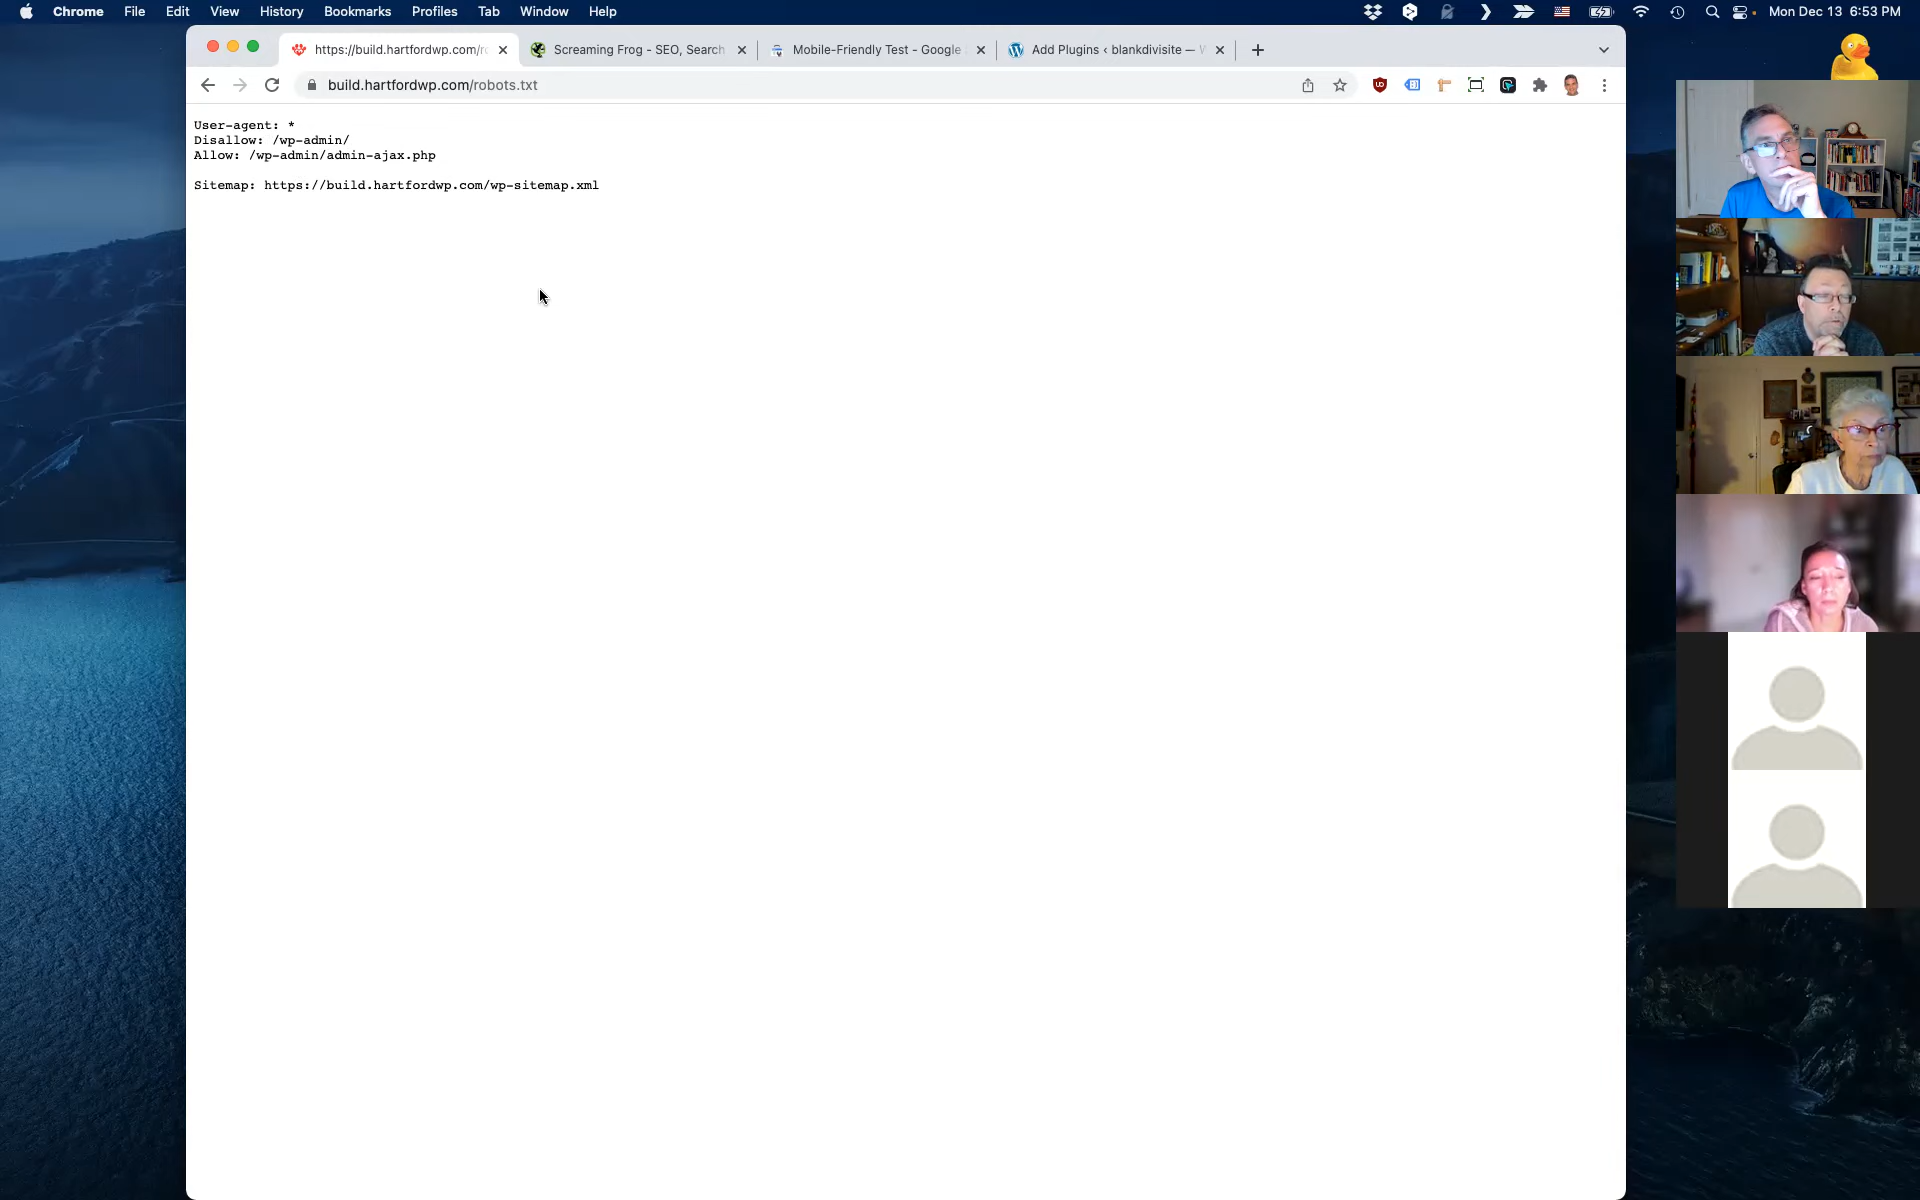 Chrome File Edit View History Bookmarks Profiles Tab Window Help Mon Dec 13 6:53 PM
https://build.hartfordwp.com/r Screaming Frog - SEO, Search Mobile-Friendly Test - Google Add Plugins ‹ blankdivisite —
build.hartfordwp.com/robots.txt
User-agent: *
Disallow: /wp-admin/
Allow: /wp-admin/admin-ajax.php
Sitemap: https://build.hartfordwp.com/wp-sitemap.xml